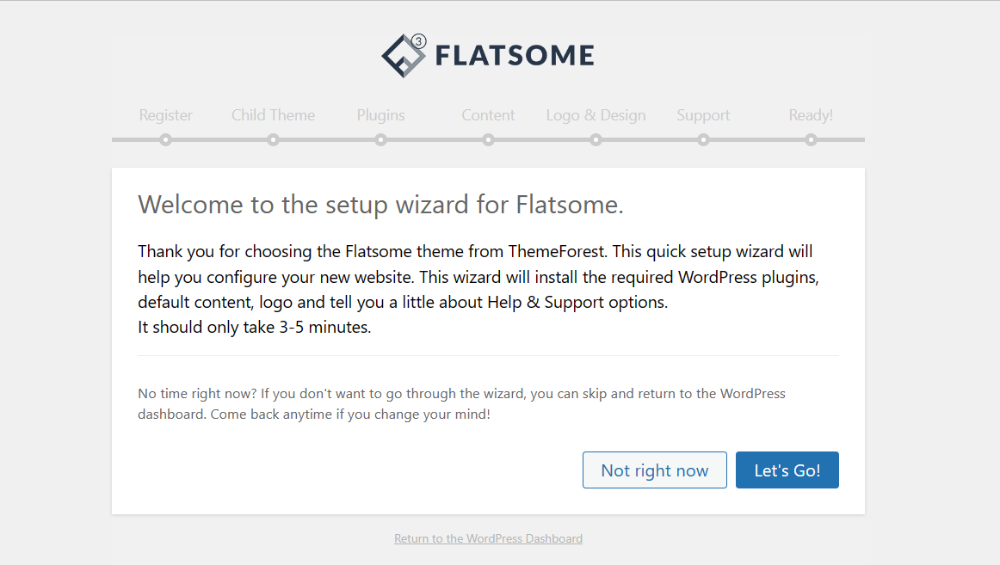 3
FLATSOME
Register Child Theme Plugins Content Logo & Design Support Ready!
Welcome to the setup wizard for Flatsome.
Thank you for choosing the Flatsome theme from ThemeForest. This quick setup wizard will
help you configure your new website. This wizard will install the required WordPress plugins,
default content, logo and tell you a little about Help & Support options.
It should only take 3-5 minutes.
No time right now? If you don't want to go through the wizard, you can skip and return to the WordPress
dashboard. Come back anytime if you change your mind!
Not right now Let's Go!
Return to the WordPress Dashboard